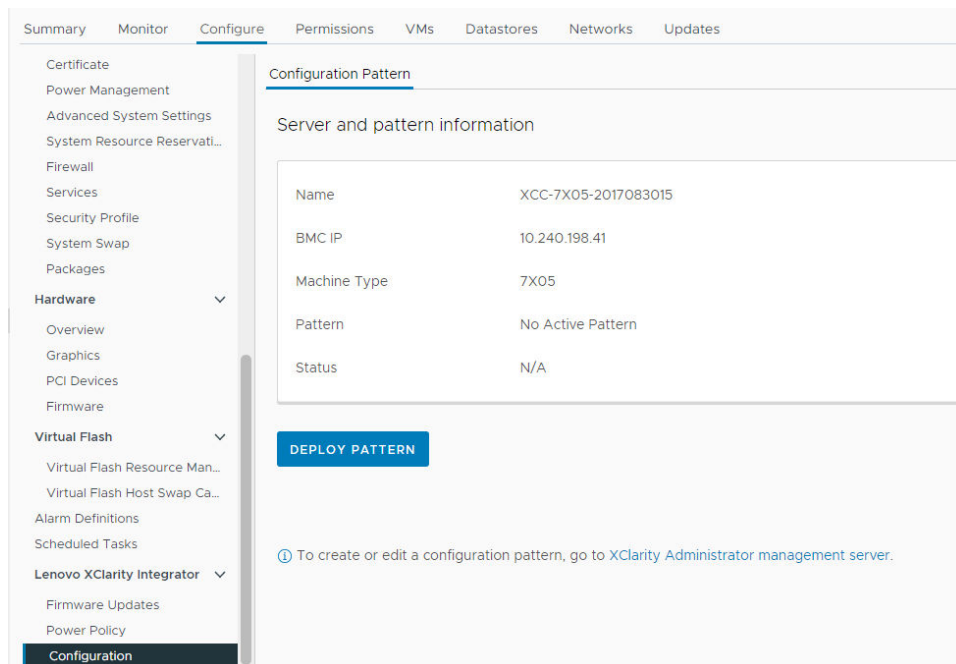 Summary Monitor Configure Permissions VMs Datastores Networks Updates
Certificate
Power Management
Advanced System Settings
System Resource Reservati...
Firewall
Services
Security Profile
System Swap
Packages
Hardware
Overview
Graphics
PCI Devices
Firmware
Virtual Flash
Virtual Flash Resource Man...
Virtual Flash Host Swap Ca...
Alarm Definitions
Scheduled Tasks
Lenovo XClarity Integrator
Firmware Updates
Power Policy
Configuration
Configuration Pattern
Server and pattern information
Name XCC-7X05-2017083015
BMC IP 10.240.198.41
Machine Type 7X05
Pattern No Active Pattern
Status N/A
DEPLOY PATTERN
To create or edit a configuration pattern, go to XClarity Administrator management server.